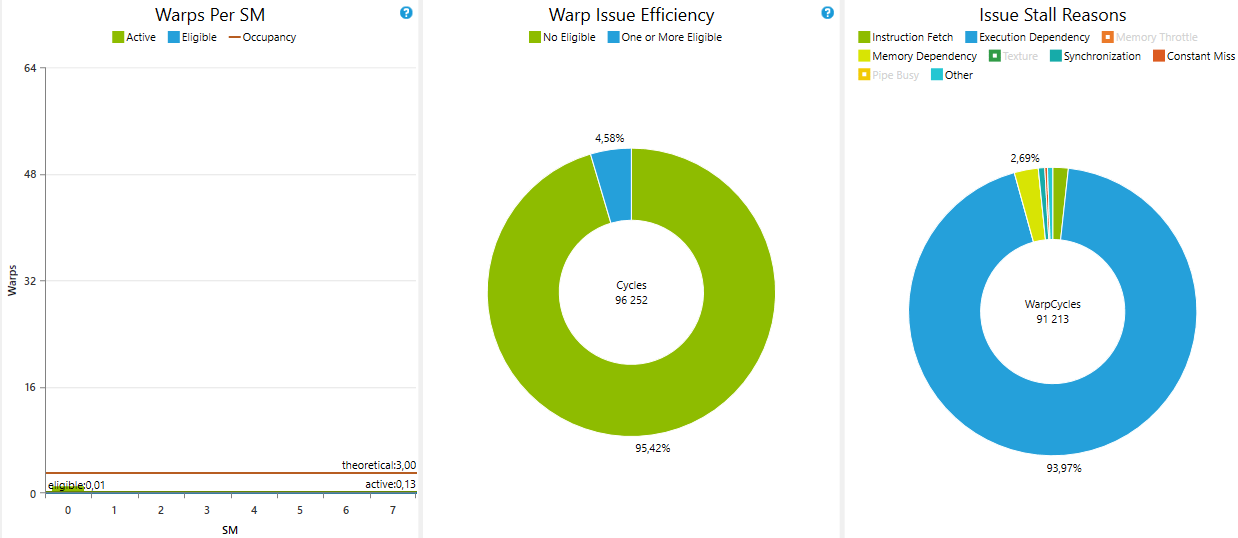 Warps Per SM
Active Eligible Occupancy
64
48
32
16
0
Warps
theoretical:3,00
eligible:0,01
active:0,13
0 1 2 3 4 5 6 7
SM
Warp Issue Efficiency
No Eligible One or More Eligible
4,58%
Cycles
96 252
95,42%
Issue Stall Reasons
Instruction Fetch Execution Dependency Memory Throttle
Memory Dependency Texture Synchronization Constant Miss
Pipe Busy Other
2,69%
WarpCycles
91 213
93,97%